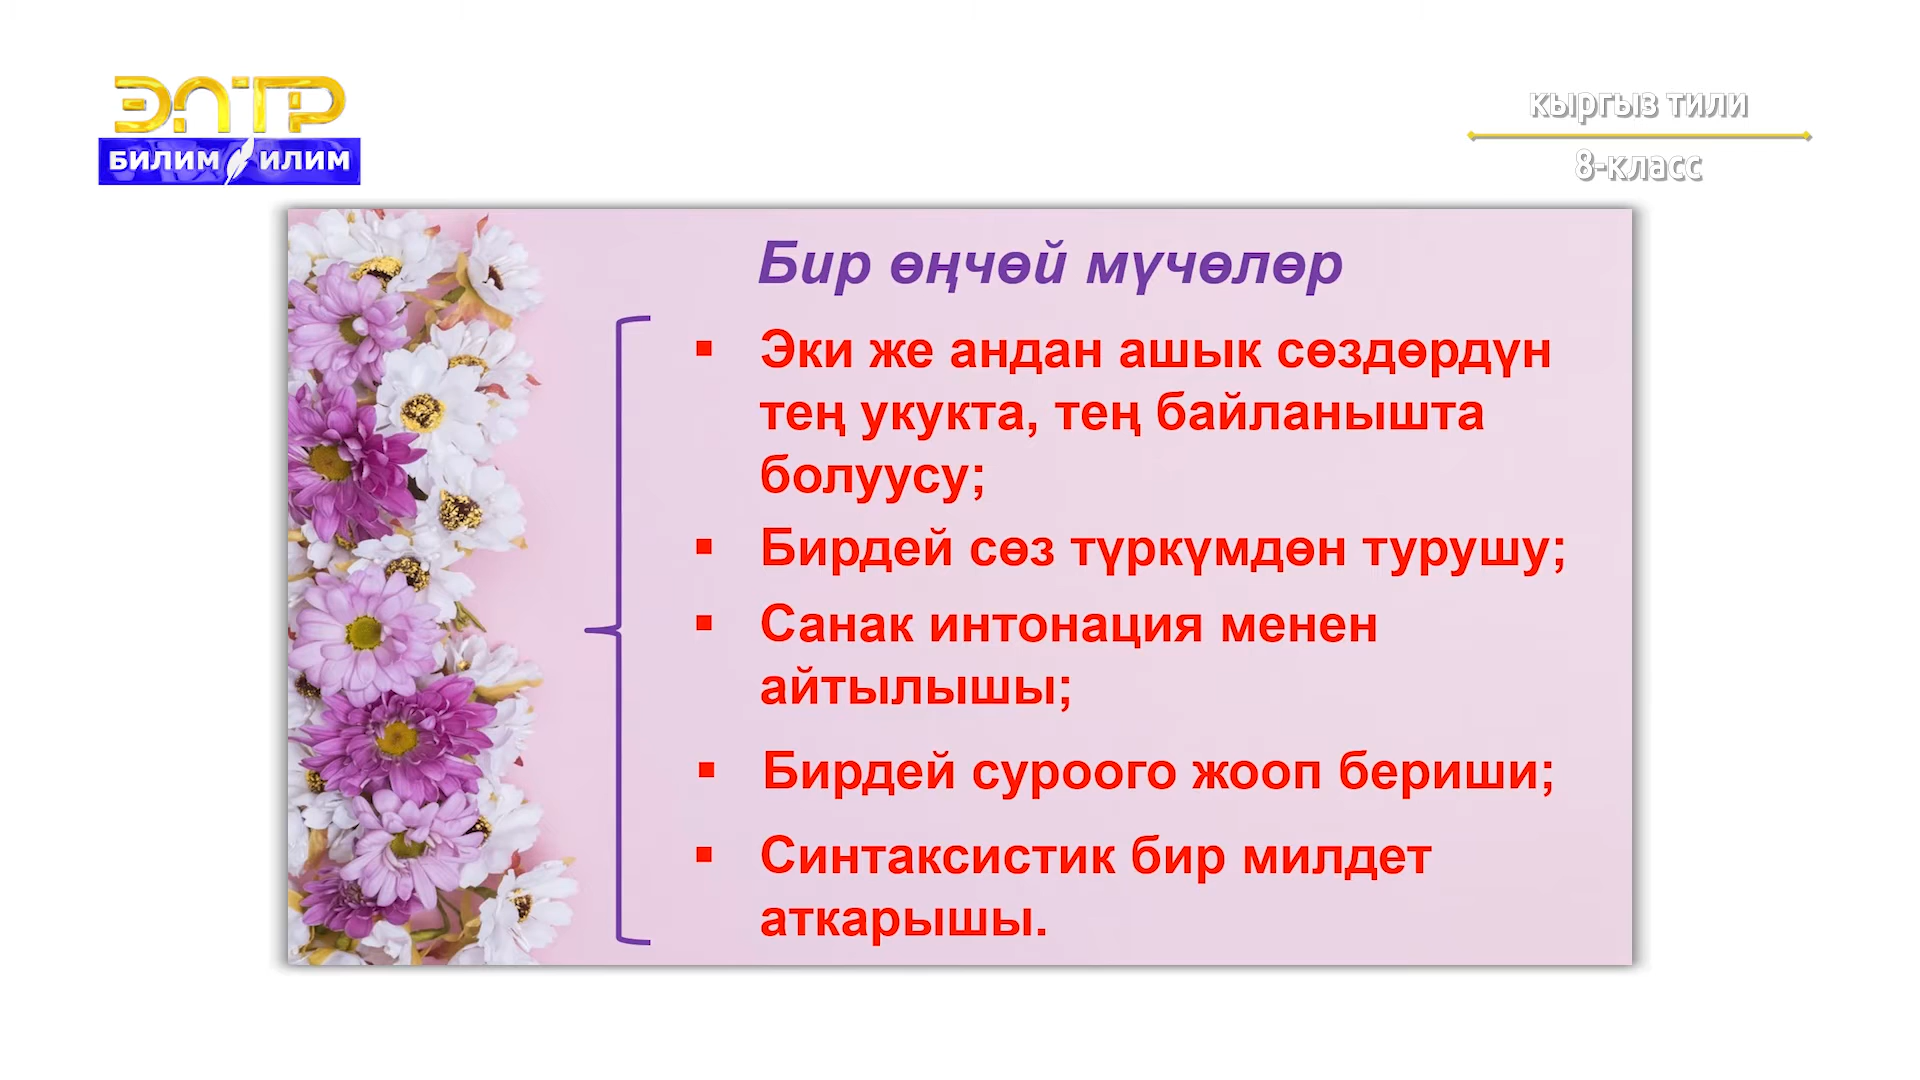 ЭЛТР
БИЛИМ ИЛИМ
кыргыз тили
8-класс
Бир өңчөй мүчөлөр
▪ Эки же андан ашык сөздөрдүн
тең укукта, тең байланышта
болуусу;
▪ Бирдей сөз түркүмдөн турушу;
▪ Санак интонация менен
айтылышы;
▪ Бирдей суроого жооп бериши;
▪ Синтаксистик бир милдет
аткарышы.